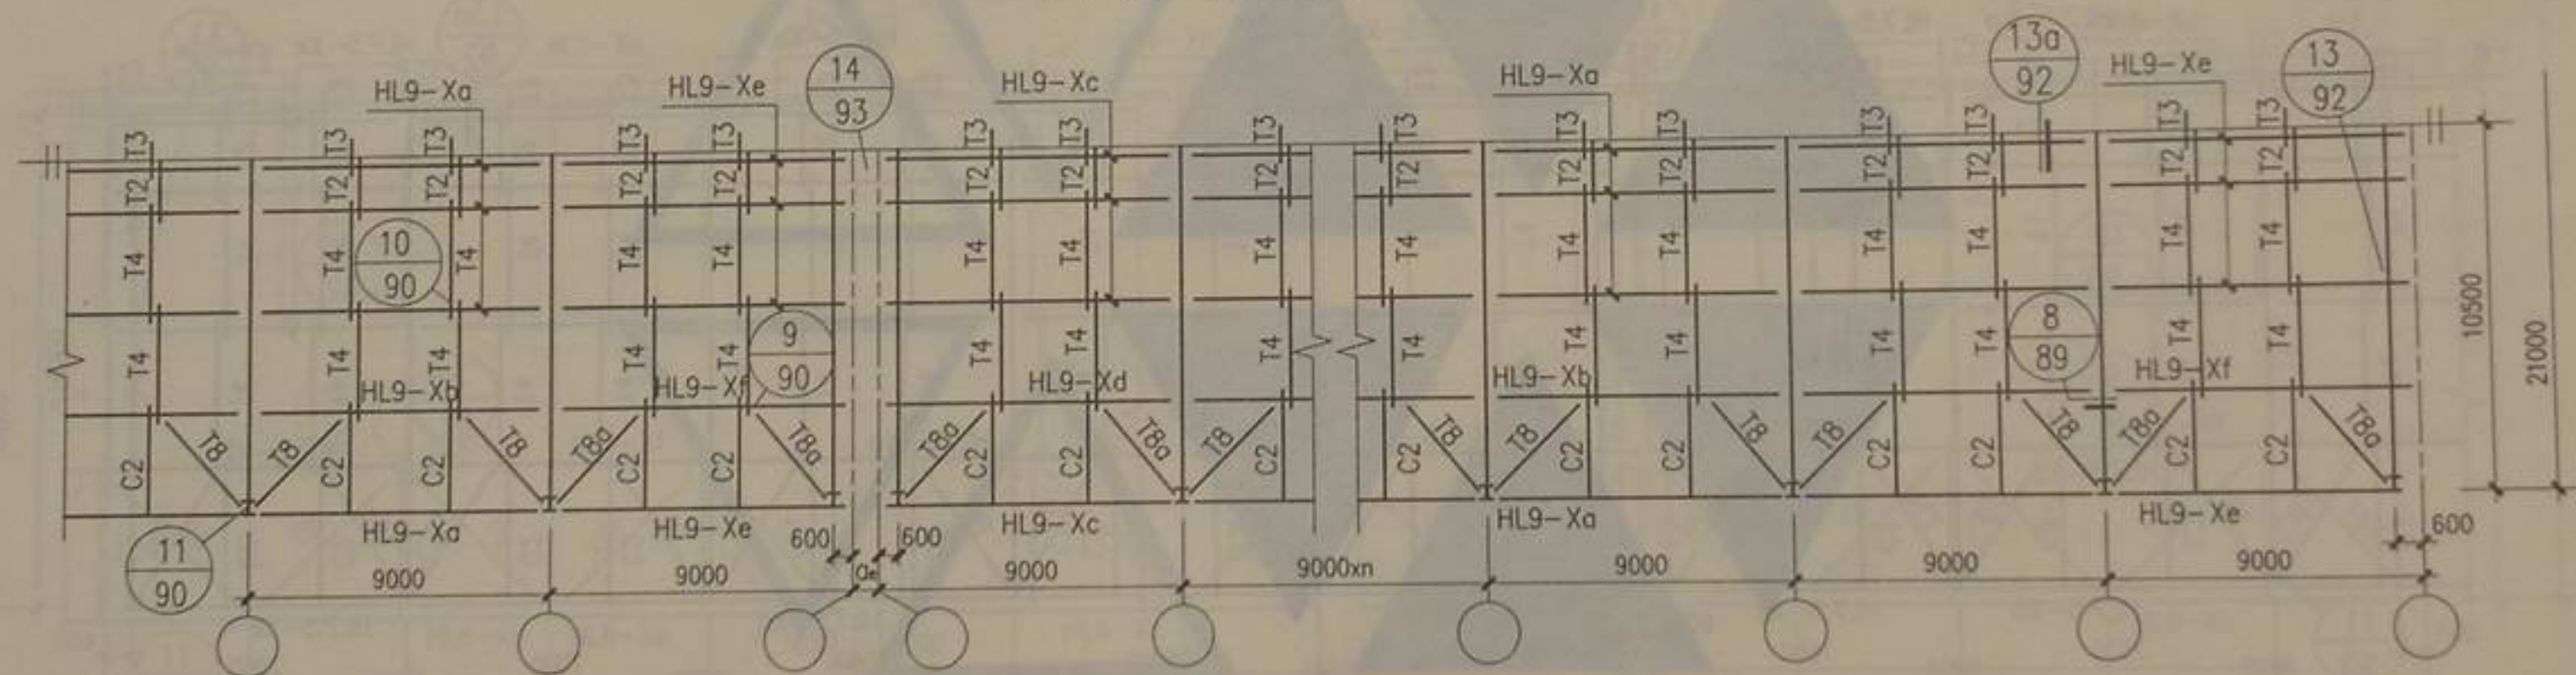 14
93
13a
92
13
92
HL9-Xa
HL9-Xe
HL9-Xc
HL9-Xa
HL9-Xe
T3 T3 T3 T3 T3 T3 T3 T3 T3 T3 T3 T3 T3 T3 T3
T2 T2 T2 T2 T2 T2 T2 T2 T2 T2 T2 T2 T2 T2 T2
10
90
T4 T4 T4 T4 T4 T4 T4 T4 T4 T4 T4 T4 T4 T4 T4
10500
21000
9
90
8
89
T4 T4 T4 T4 T4 T4 T4 T4 T4 T4 T4 T4 T4 T4 T4
HL9-Xb
HL9-Xf
HL9-Xd
HL9-Xb
HL9-Xf
T8 T8 T8 T8a T8a T8a T8a T8 T8 T8 T8 T8 T8 T8a T8a
C2 C2 C2 C2 C2 C2 C2 C2 C2 C2 C2 C2 C2 C2 C2
HL9-Xa
HL9-Xe
HL9-Xc
HL9-Xa
HL9-Xe
11
90
600 600 600
9000 9000 9000 9000xn 9000 9000 9000